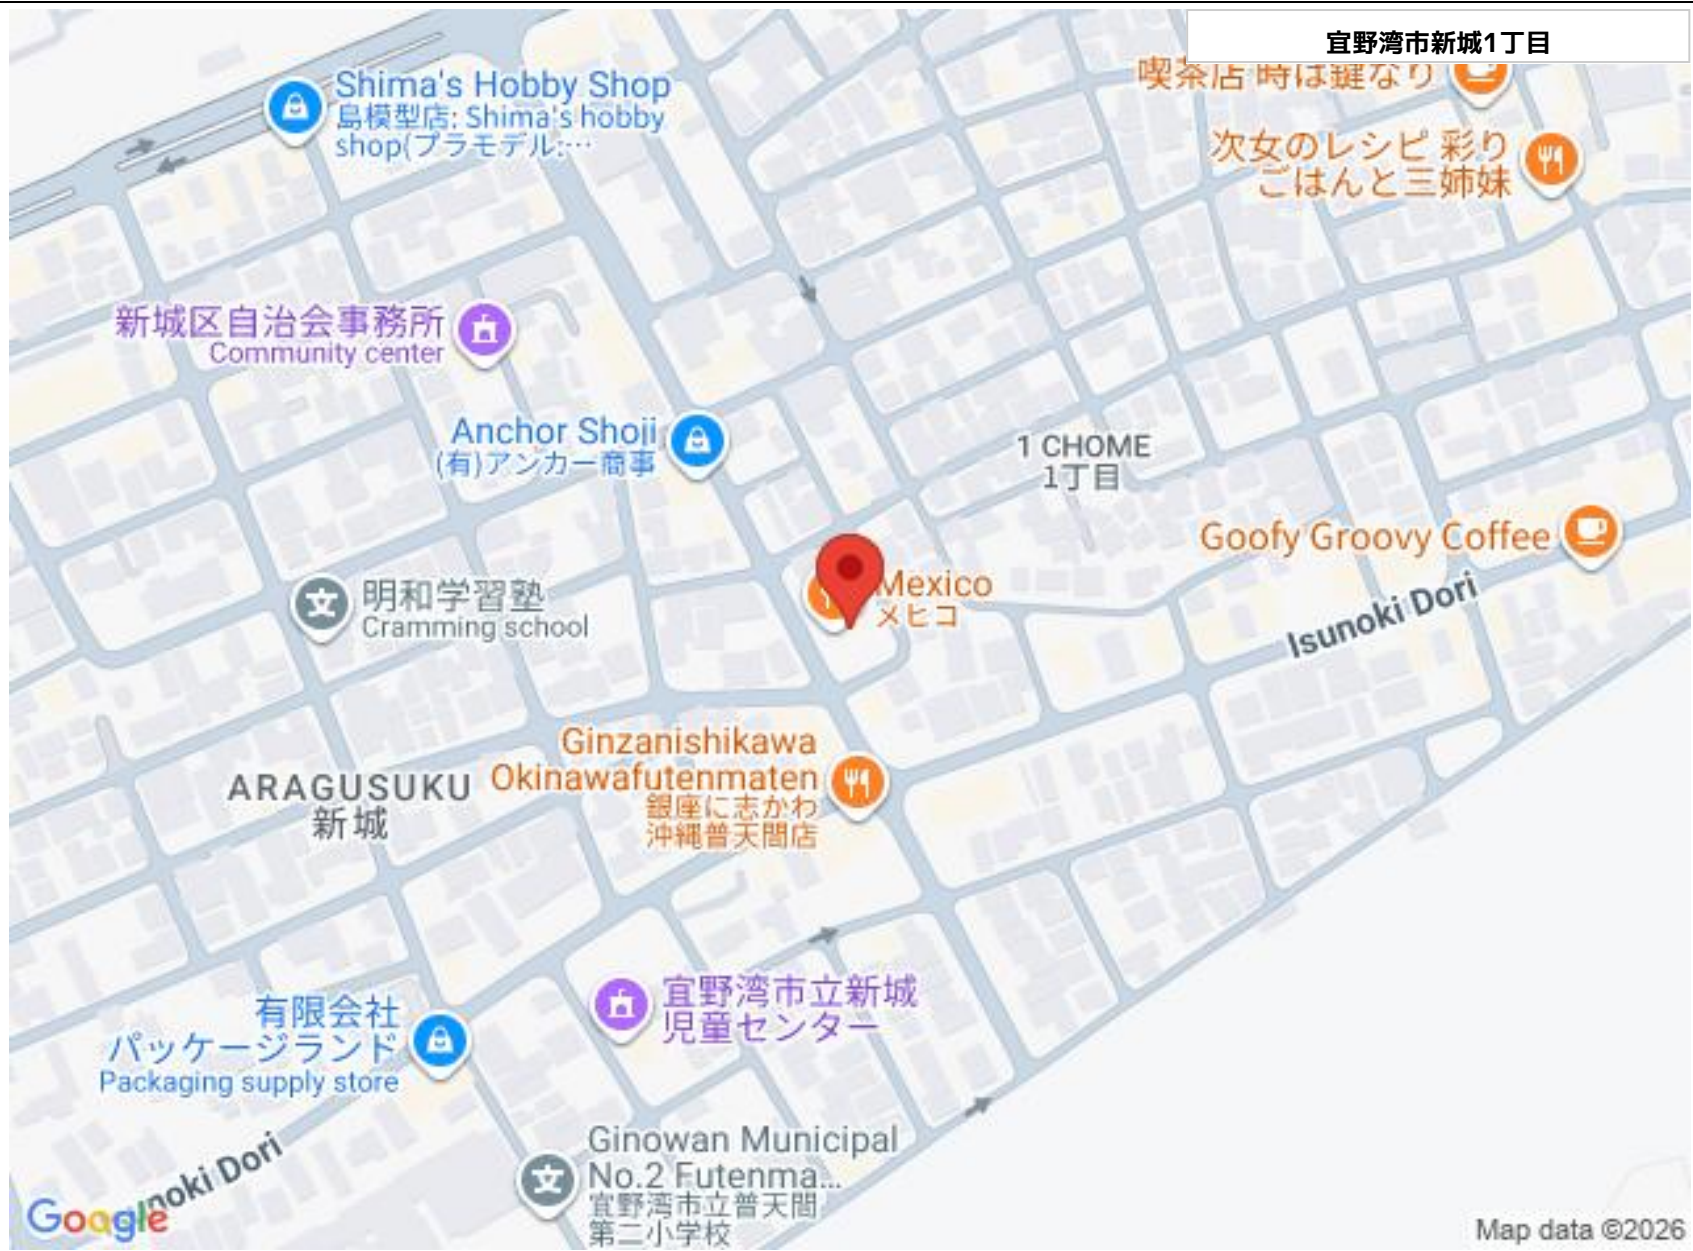 宜野湾市新城1丁目
喫茶店 時は鍵なり
Shima's Hobby Shop
島模型店: Shima's hobby
shop(プラモデル:…
次女のレシピ 彩り
ごはんと三姉妹
新城区自治会事務所
Community center
Anchor Shoji
(有)アンカー商事
1 CHOME
1丁目
Goofy Groovy Coffee
Mexico
メヒコ
明和学習塾
Cramming school
Isunoki Dori
Ginzanishikawa
Okinawafutenmaten
銀座に志かわ
沖縄普天間店
ARAGUSUKU
新城
宜野湾市立新城
児童センター
有限会社
パッケージランド
Packaging supply store
Ginowan Municipal
No.2 Futenma...
宜野湾市立普天間
第二小学校
noki Dori
Google
Map data ©2026